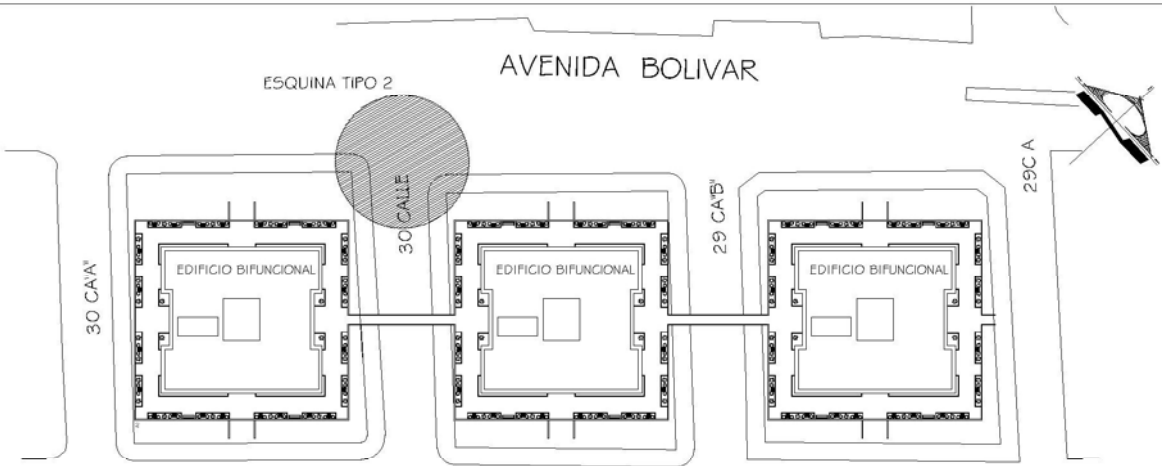 AVENIDA BOLIVAR
ESQUINA TIPO 2
30 CA"A"
30 CALLE
29 CA"B"
29C A
EDIFICIO BIFUNCIONAL
EDIFICIO BIFUNCIONAL
EDIFICIO BIFUNCIONAL